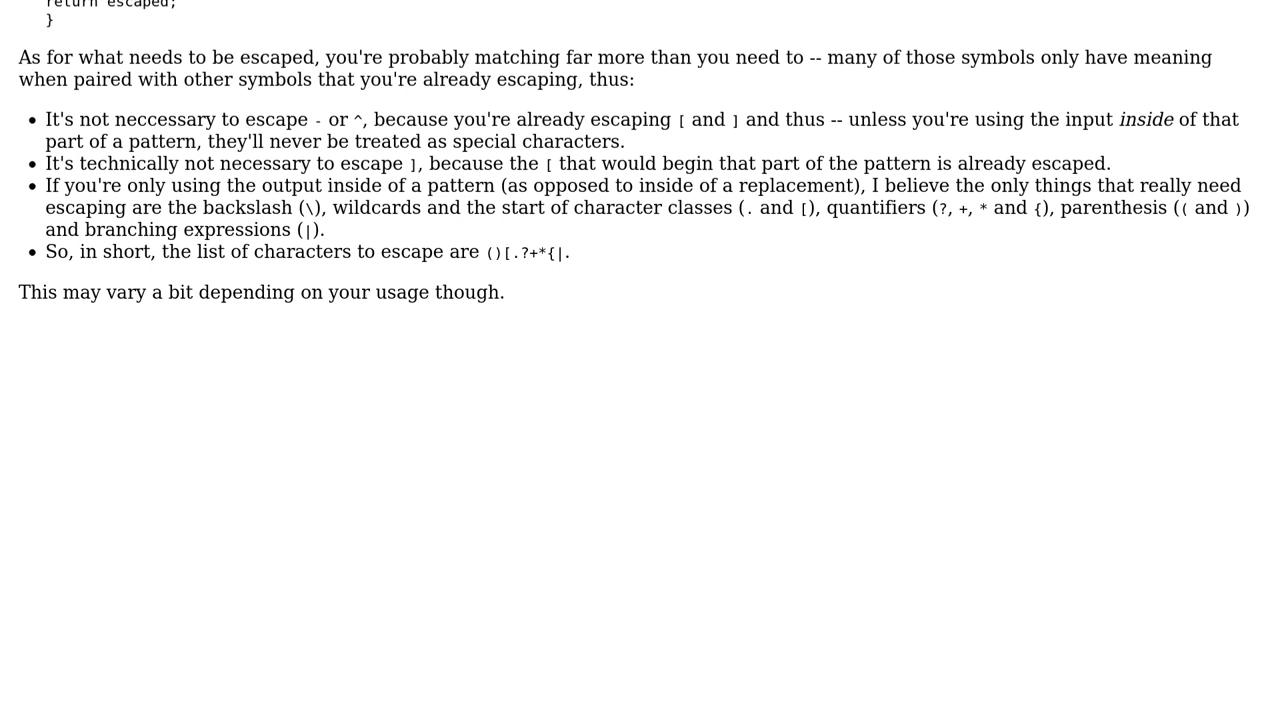 return escaped;
}
As for what needs to be escaped, you're probably matching far more than you need to -- many of those symbols only have meaning
when paired with other symbols that you're already escaping, thus:
• It's not neccessary to escape - or ^, because you're already escaping [ and ] and thus -- unless you're using the input inside of that
part of a pattern, they'll never be treated as special characters.
• It's technically not necessary to escape ], because the [ that would begin that part of the pattern is already escaped.
• If you're only using the output inside of a pattern (as opposed to inside of a replacement), I believe the only things that really need
escaping are the backslash (\), wildcards and the start of character classes (. and [), quantifiers (?, +, * and {), parenthesis (( and ))
and branching expressions (|).
• So, in short, the list of characters to escape are ()[.?+*{|.
This may vary a bit depending on your usage though.